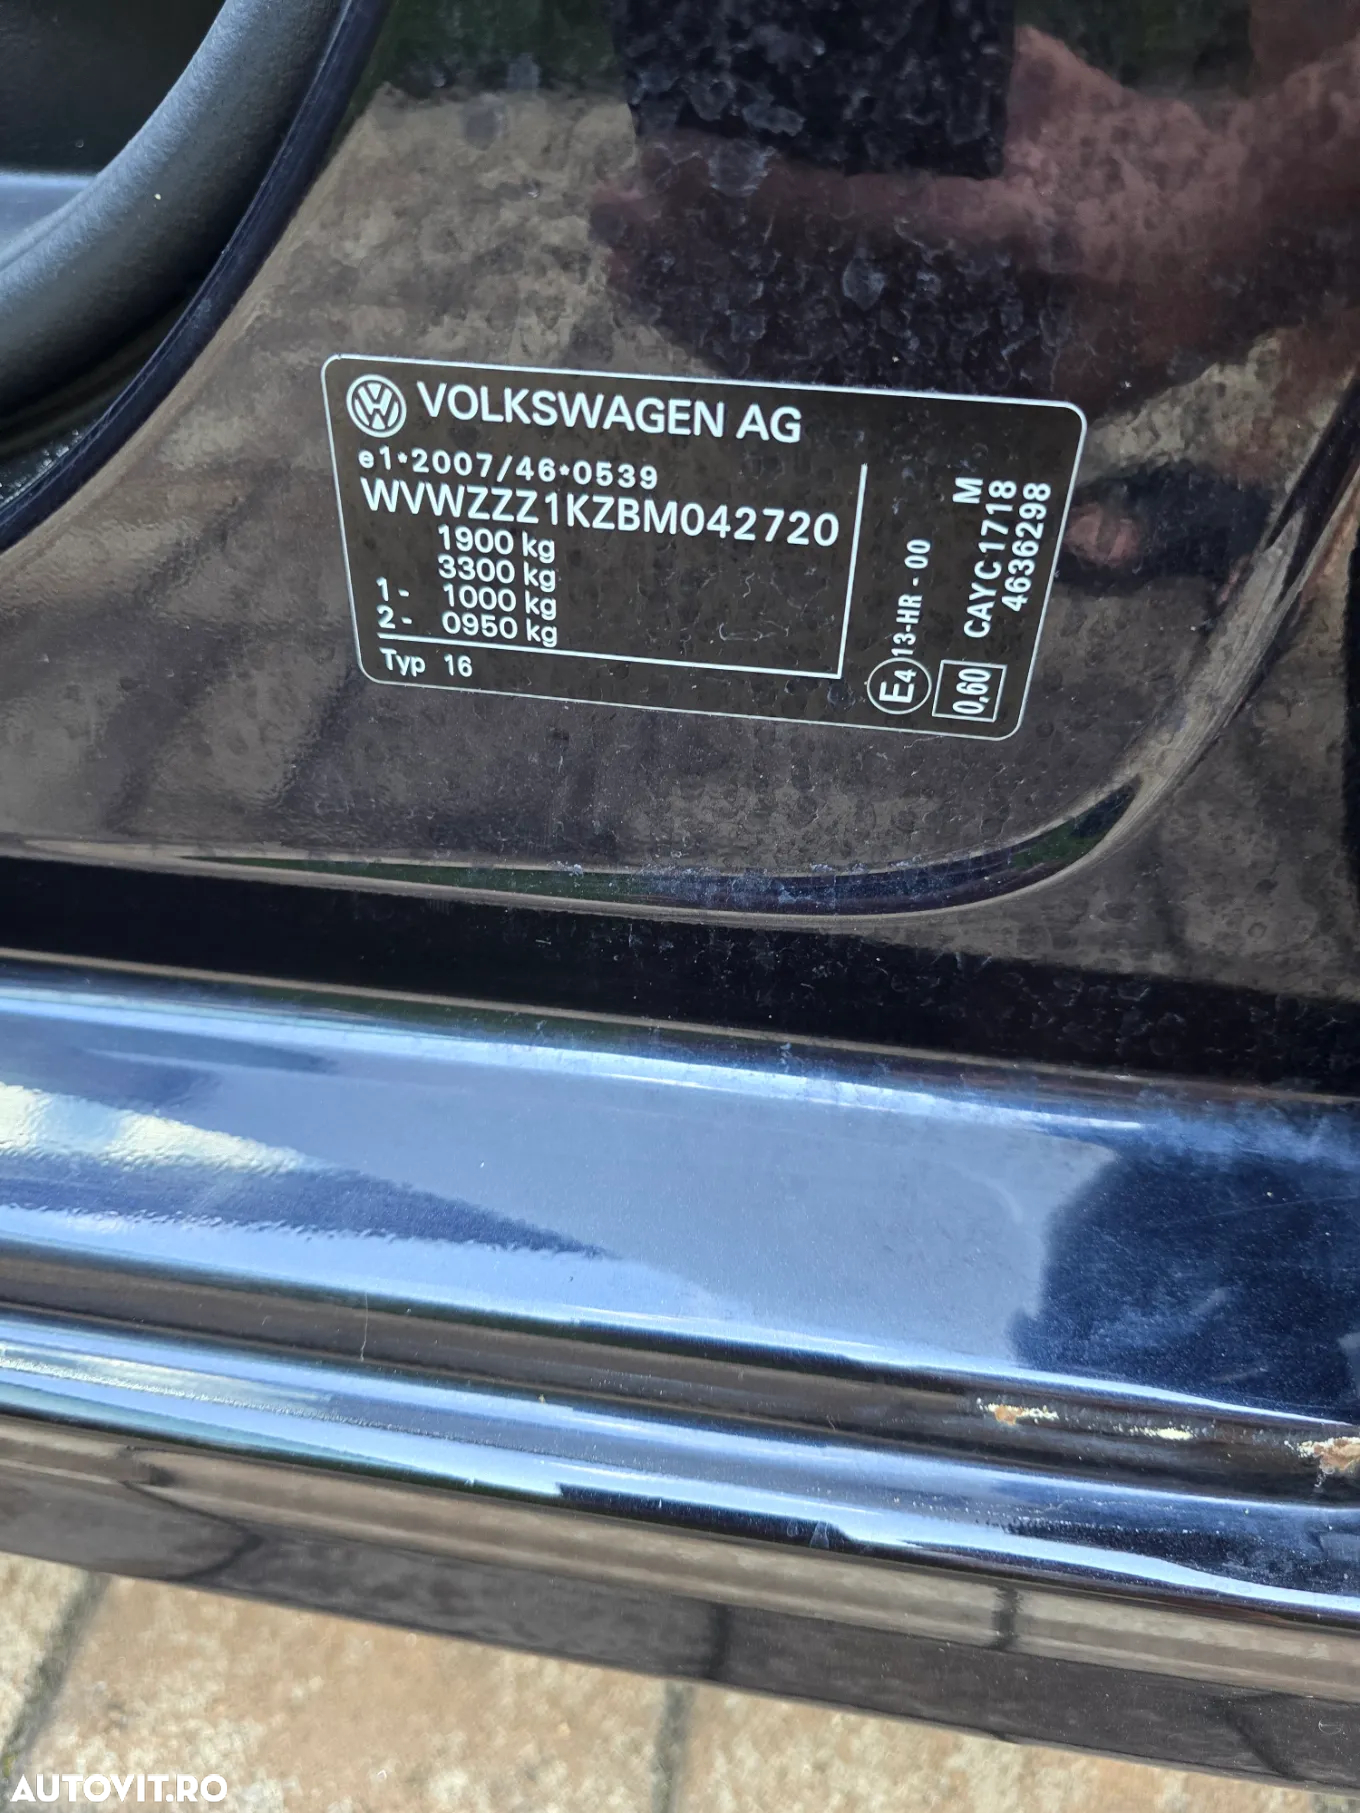 VOLKSWAGEN AG
e1*2007/46*0539
WVWZZZ1KZBM042720
1900 kg
3300 kg
1- 1000 kg
2- 0950 kg
Typ 16
E4 13-HR - 00
0,60
M
CAYC1718
4636298
AUTOVIT.RO